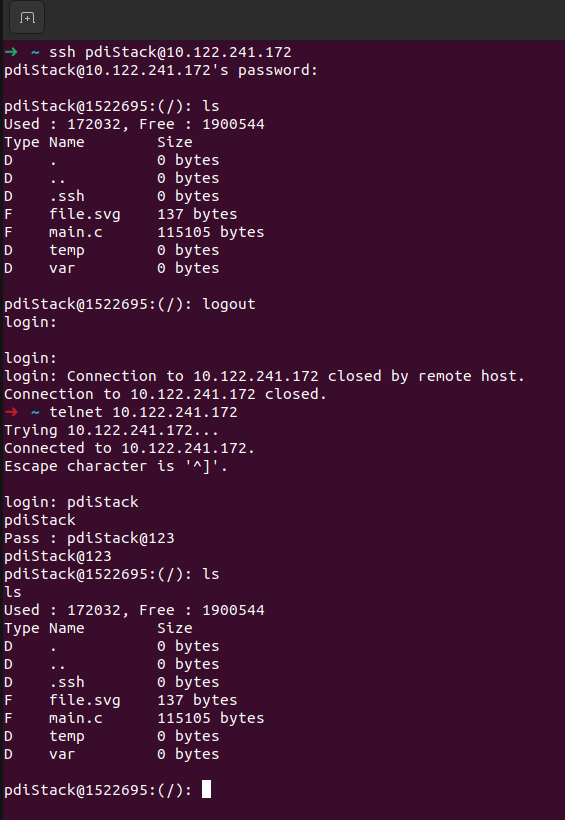 ➜ ~ ssh pdiStack@10.122.241.172
pdiStack@10.122.241.172's password:
pdiStack@1522695:(/): ls
Used : 172032, Free : 1900544
Type Name        Size
D    .           0 bytes
D    ..          0 bytes
D    .ssh        0 bytes
F    file.svg    137 bytes
F    main.c      115105 bytes
D    temp        0 bytes
D    var         0 bytes
pdiStack@1522695:(/): logout
login:
login:
login: Connection to 10.122.241.172 closed by remote host.
Connection to 10.122.241.172 closed.
➜ ~ telnet 10.122.241.172
Trying 10.122.241.172...
Connected to 10.122.241.172.
Escape character is '^]'.
login: pdiStack
pdiStack
Pass : pdiStack@123
pdiStack@123
pdiStack@1522695:(/): ls
ls
Used : 172032, Free : 1900544
Type Name        Size
D    .           0 bytes
D    ..          0 bytes
D    .ssh        0 bytes
F    file.svg    137 bytes
F    main.c      115105 bytes
D    temp        0 bytes
D    var         0 bytes
pdiStack@1522695:(/):